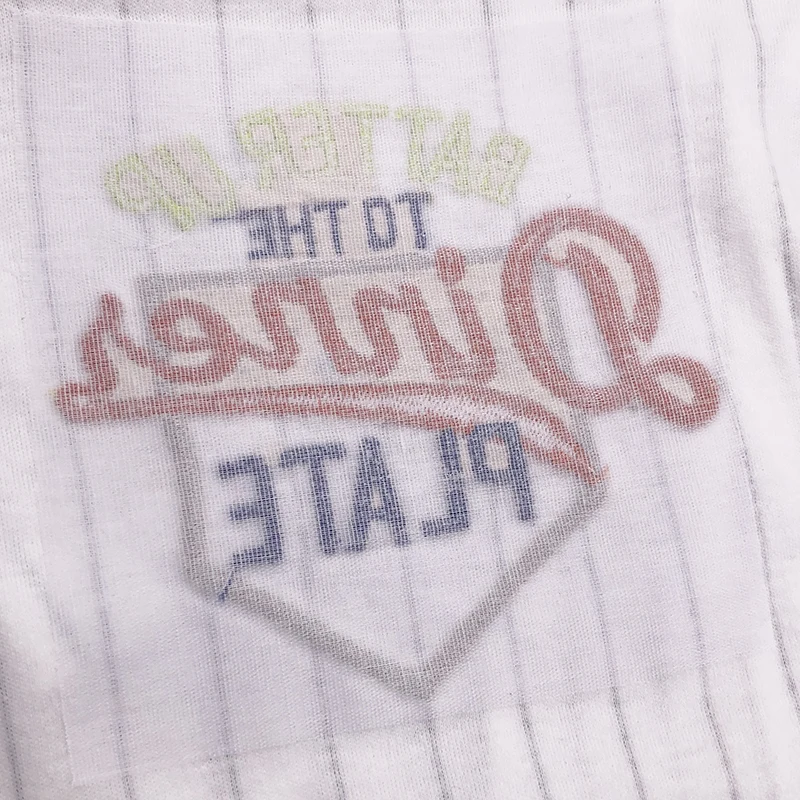 BATTER UP
TO THE
Dinner
PLATE